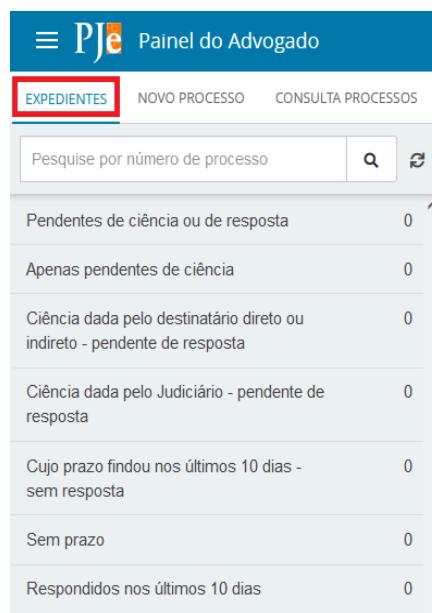 PJe Painel do Advogado
EXPEDIENTES NOVO PROCESSO CONSULTA PROCESSOS
Pesquise por número de processo
Pendentes de ciência ou de resposta 0
Apenas pendentes de ciência 0
Ciência dada pelo destinatário direto ou 0
indireto - pendente de resposta
Ciência dada pelo Judiciário - pendente de 0
resposta
Cujo prazo findou nos últimos 10 dias - 0
sem resposta
Sem prazo 0
Respondidos nos últimos 10 dias 0